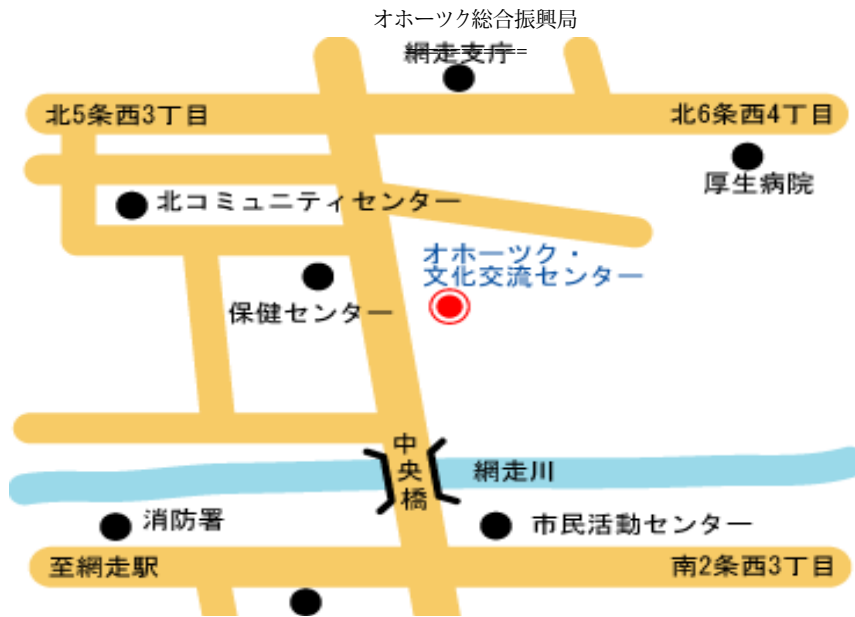 オホーツク総合振興局
網走支庁
北5条西3丁目
北6条西4丁目
厚生病院
北コミュニティセンター
オホーツク・
文化交流センター
保健センター
中央橋
網走川
消防署
市民活動センター
至網走駅
南2条西3丁目